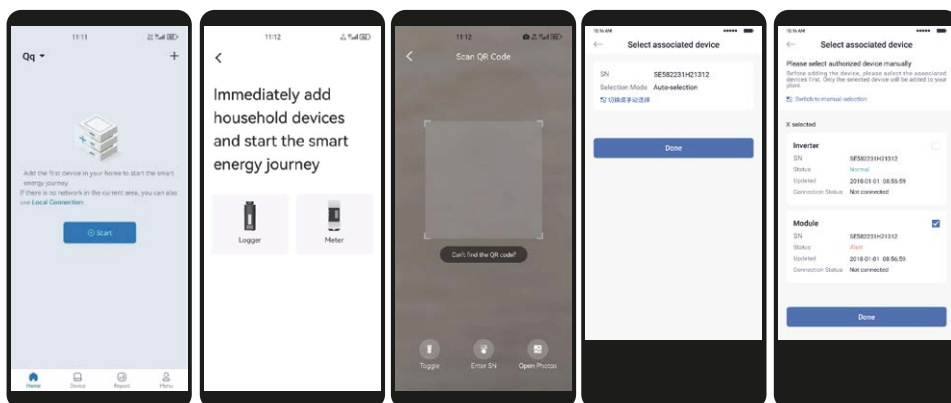 11:11
Qq
Add the first device in your home to start the smart
energy journey
If there is no network in the current area, you can also
use Local Connection.
Start
Home
Device
Report
Menu
11:12
Immediately add
household devices
and start the smart
energy journey
Logger
Meter
11:12
Scan QR Code
Can't find the QR code?
Toggle
Enter SN
Open Photos
10:16 AM
Select associated device
SN SE582231H21312
Selection Mode Auto-selection
切换成手动选择
Done
10:16 AM
Select associated device
Please select authorized device manually
Before adding the device, please select the associated
devices first. Only the selected device will be added to your
plant
Switch to manual selection
X selected
Inverter
SN SE582231H21312
Status Normal
Updated 2018-01-01 08:56:59
Connection Status Not connected
Module
SN SE582231H21312
Status Alert
Updated 2018-01-01 08:56:59
Connection Status Not connected
Done